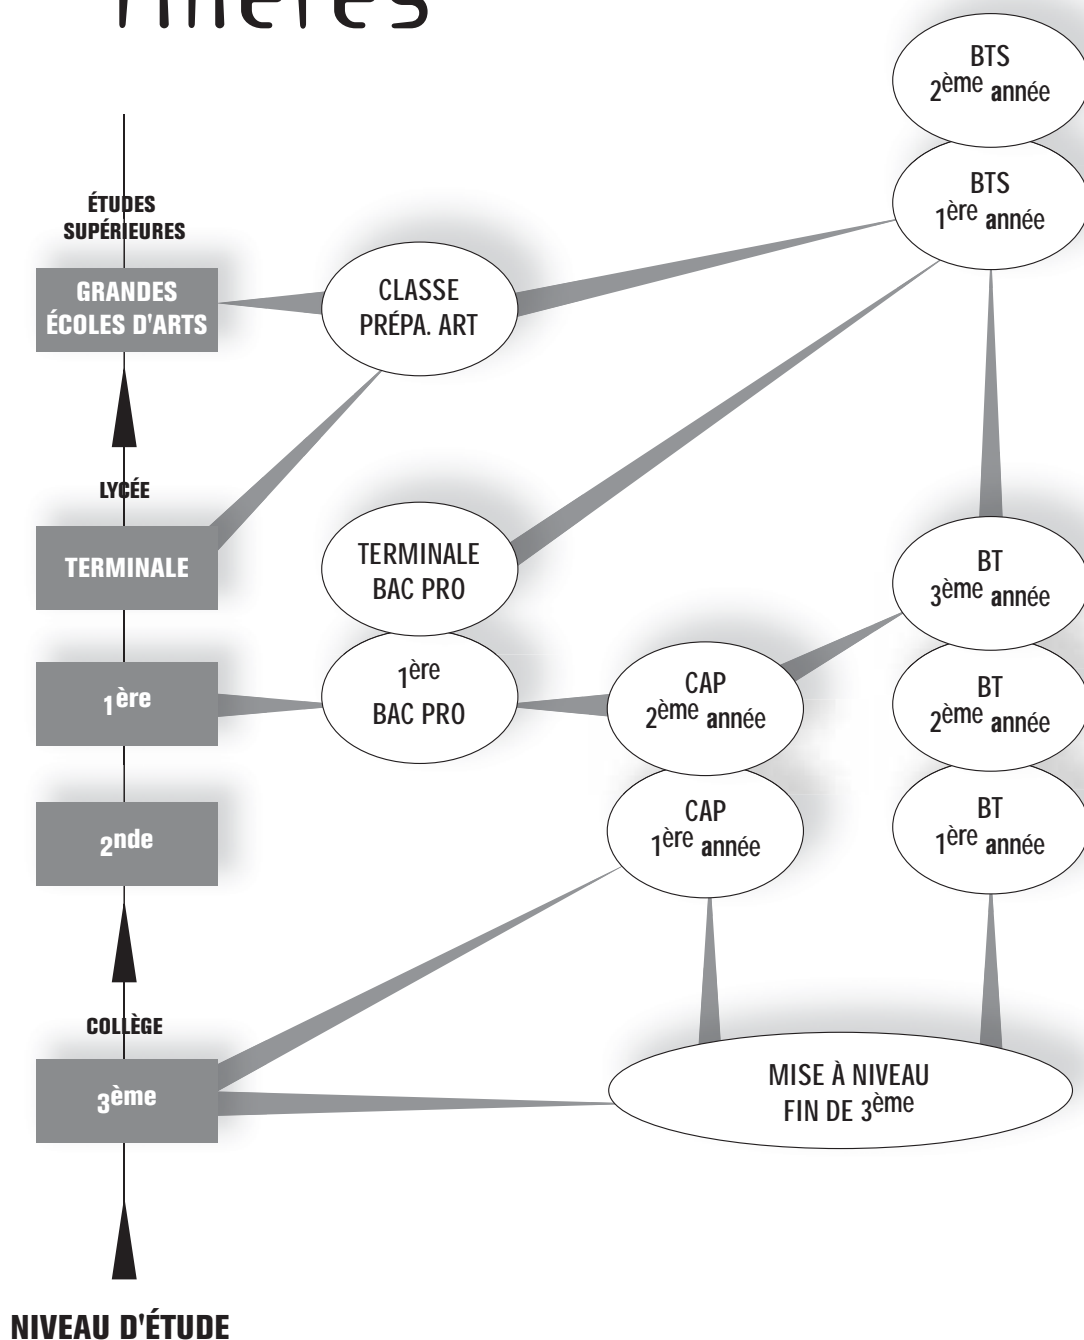 BTS
2ème année
BTS
1ère année
ÉTUDES
SUPÉRIEURES
GRANDES
ÉCOLES D'ARTS
CLASSE
PRÉPA. ART
LYCÉE
TERMINALE
TERMINALE
BAC PRO
BT
3ème année
1ère
1ère
BAC PRO
CAP
2ème année
BT
2ème année
2nde
CAP
1ère année
BT
1ère année
COLLÈGE
3ème
MISE À NIVEAU
FIN DE 3ème
NIVEAU D'ÉTUDE